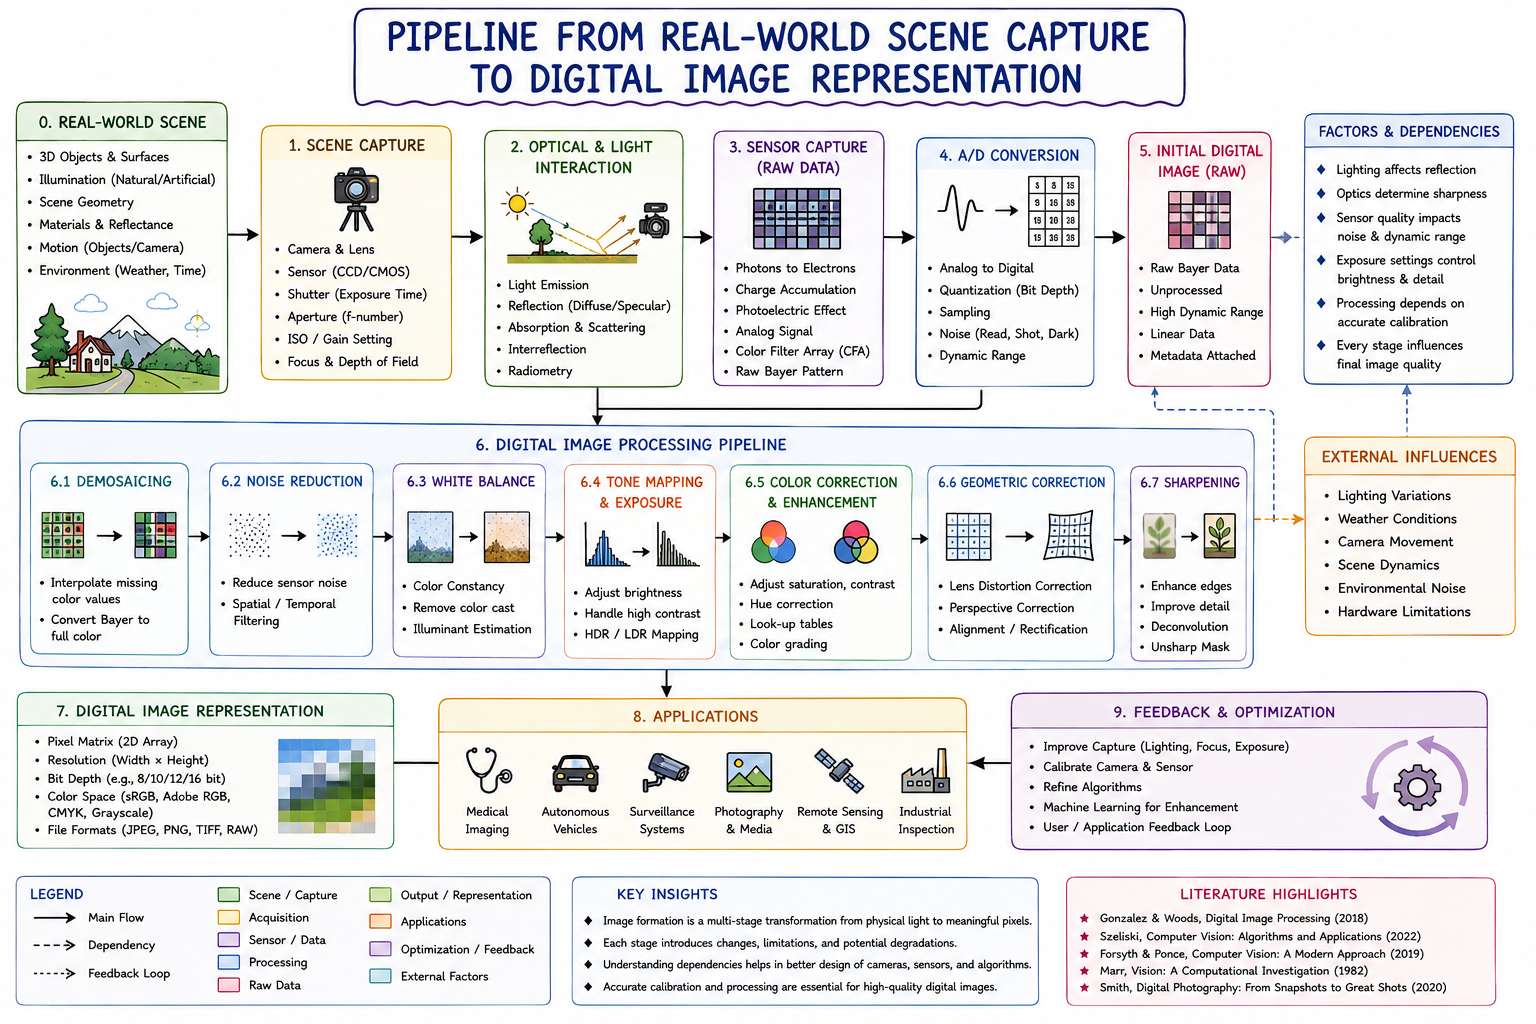 PIPELINE FROM REAL-WORLD SCENE CAPTURE
TO DIGITAL IMAGE REPRESENTATION
0. REAL-WORLD SCENE
• 3D Objects & Surfaces
• Illumination (Natural/Artificial)
• Scene Geometry
• Materials & Reflectance
• Motion (Objects/Camera)
• Environment (Weather, Time)
1. SCENE CAPTURE
• Camera & Lens
• Sensor (CCD/CMOS)
• Shutter (Exposure Time)
• Aperture (f-number)
• ISO / Gain Setting
• Focus & Depth of Field
2. OPTICAL & LIGHT
INTERACTION
• Light Emission
• Reflection (Diffuse/Specular)
• Absorption & Scattering
• Interreflection
• Radiometry
3. SENSOR CAPTURE
(RAW DATA)
• Photons to Electrons
• Charge Accumulation
• Photoelectric Effect
• Analog Signal
• Color Filter Array (CFA)
• Raw Bayer Pattern
4. A/D CONVERSION
• Analog to Digital
• Quantization (Bit Depth)
• Sampling
• Noise (Read, Shot, Dark)
• Dynamic Range
5. INITIAL DIGITAL
IMAGE (RAW)
• Raw Bayer Data
• Unprocessed
• High Dynamic Range
• Linear Data
• Metadata Attached
FACTORS & DEPENDENCIES
♦ Lighting affects reflection
♦ Optics determine sharpness
♦ Sensor quality impacts
noise & dynamic range
♦ Exposure settings control
brightness & detail
♦ Processing depends on
accurate calibration
♦ Every stage influences
final image quality
6. DIGITAL IMAGE PROCESSING PIPELINE
6.1 DEMOSAICING
• Interpolate missing
color values
• Convert Bayer to
full color
6.2 NOISE REDUCTION
• Reduce sensor noise
• Spatial / Temporal
Filtering
6.3 WHITE BALANCE
• Color Constancy
• Remove color cast
• Illuminant Estimation
6.4 TONE MAPPING
& EXPOSURE
• Adjust brightness
• Handle high contrast
• HDR / LDR Mapping
6.5 COLOR CORRECTION
& ENHANCEMENT
• Adjust saturation, contrast
• Hue correction
• Look-up tables
• Color grading
6.6 GEOMETRIC CORRECTION
• Lens Distortion Correction
• Perspective Correction
• Alignment / Rectification
6.7 SHARPENING
• Enhance edges
• Improve detail
• Deconvolution
• Unsharp Mask
EXTERNAL INFLUENCES
• Lighting Variations
• Weather Conditions
• Camera Movement
• Scene Dynamics
• Environmental Noise
• Hardware Limitations
7. DIGITAL IMAGE REPRESENTATION
• Pixel Matrix (2D Array)
• Resolution (Width × Height)
• Bit Depth (e.g., 8/10/12/16 bit)
• Color Space (sRGB, Adobe RGB,
CMYK, Grayscale)
• File Formats (JPEG, PNG, TIFF, RAW)
8. APPLICATIONS
Medical
Imaging
Autonomous
Vehicles
Surveillance
Systems
Photography
& Media
Remote Sensing
& GIS
Industrial
Inspection
9. FEEDBACK & OPTIMIZATION
• Improve Capture (Lighting, Focus, Exposure)
• Calibrate Camera & Sensor
• Refine Algorithms
• Machine Learning for Enhancement
• User / Application Feedback Loop
LEGEND
Main Flow
Dependency
Feedback Loop
Scene / Capture
Acquisition
Sensor / Data
Processing
Raw Data
Output / Representation
Applications
Optimization / Feedback
External Factors
KEY INSIGHTS
♦ Image formation is a multi-stage transformation from physical light to meaningful pixels.
♦ Each stage introduces changes, limitations, and potential degradations.
♦ Understanding dependencies helps in better design of cameras, sensors, and algorithms.
♦ Accurate calibration and processing are essential for high-quality digital images.
LITERATURE HIGHLIGHTS
★ Gonzalez & Woods, Digital Image Processing (2018)
★ Szeliski, Computer Vision: Algorithms and Applications (2022)
★ Forsyth & Ponce, Computer Vision: A Modern Approach (2019)
★ Marr, Vision: A Computational Investigation (1982)
★ Smith, Digital Photography: From Snapshots to Great Shots (2020)